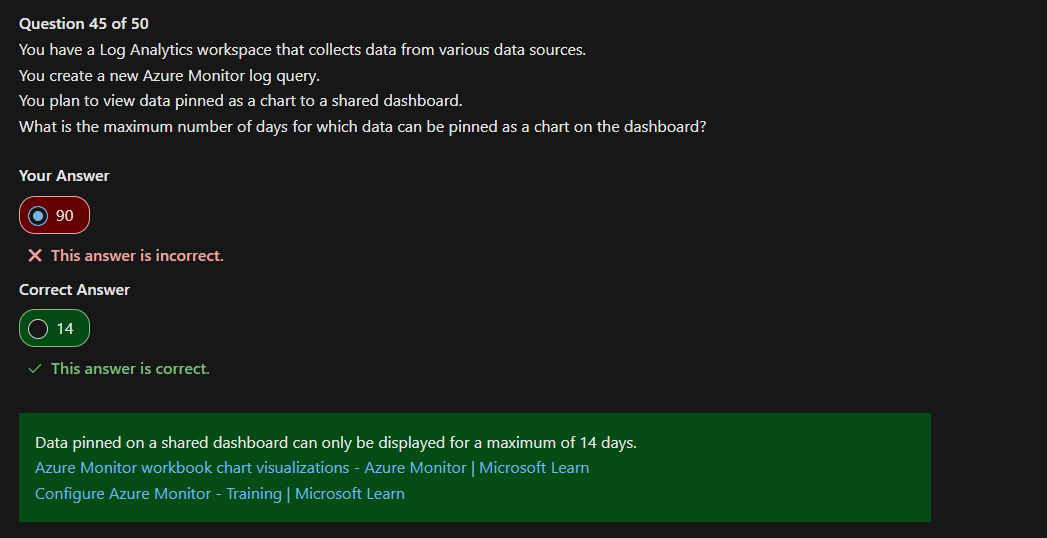 Question 45 of 50
You have a Log Analytics workspace that collects data from various data sources.
You create a new Azure Monitor log query.
You plan to view data pinned as a chart to a shared dashboard.
What is the maximum number of days for which data can be pinned as a chart on the dashboard?
Your Answer
90
This answer is incorrect.
Correct Answer
14
This answer is correct.
Data pinned on a shared dashboard can only be displayed for a maximum of 14 days.
Azure Monitor workbook chart visualizations - Azure Monitor | Microsoft Learn
Configure Azure Monitor - Training | Microsoft Learn